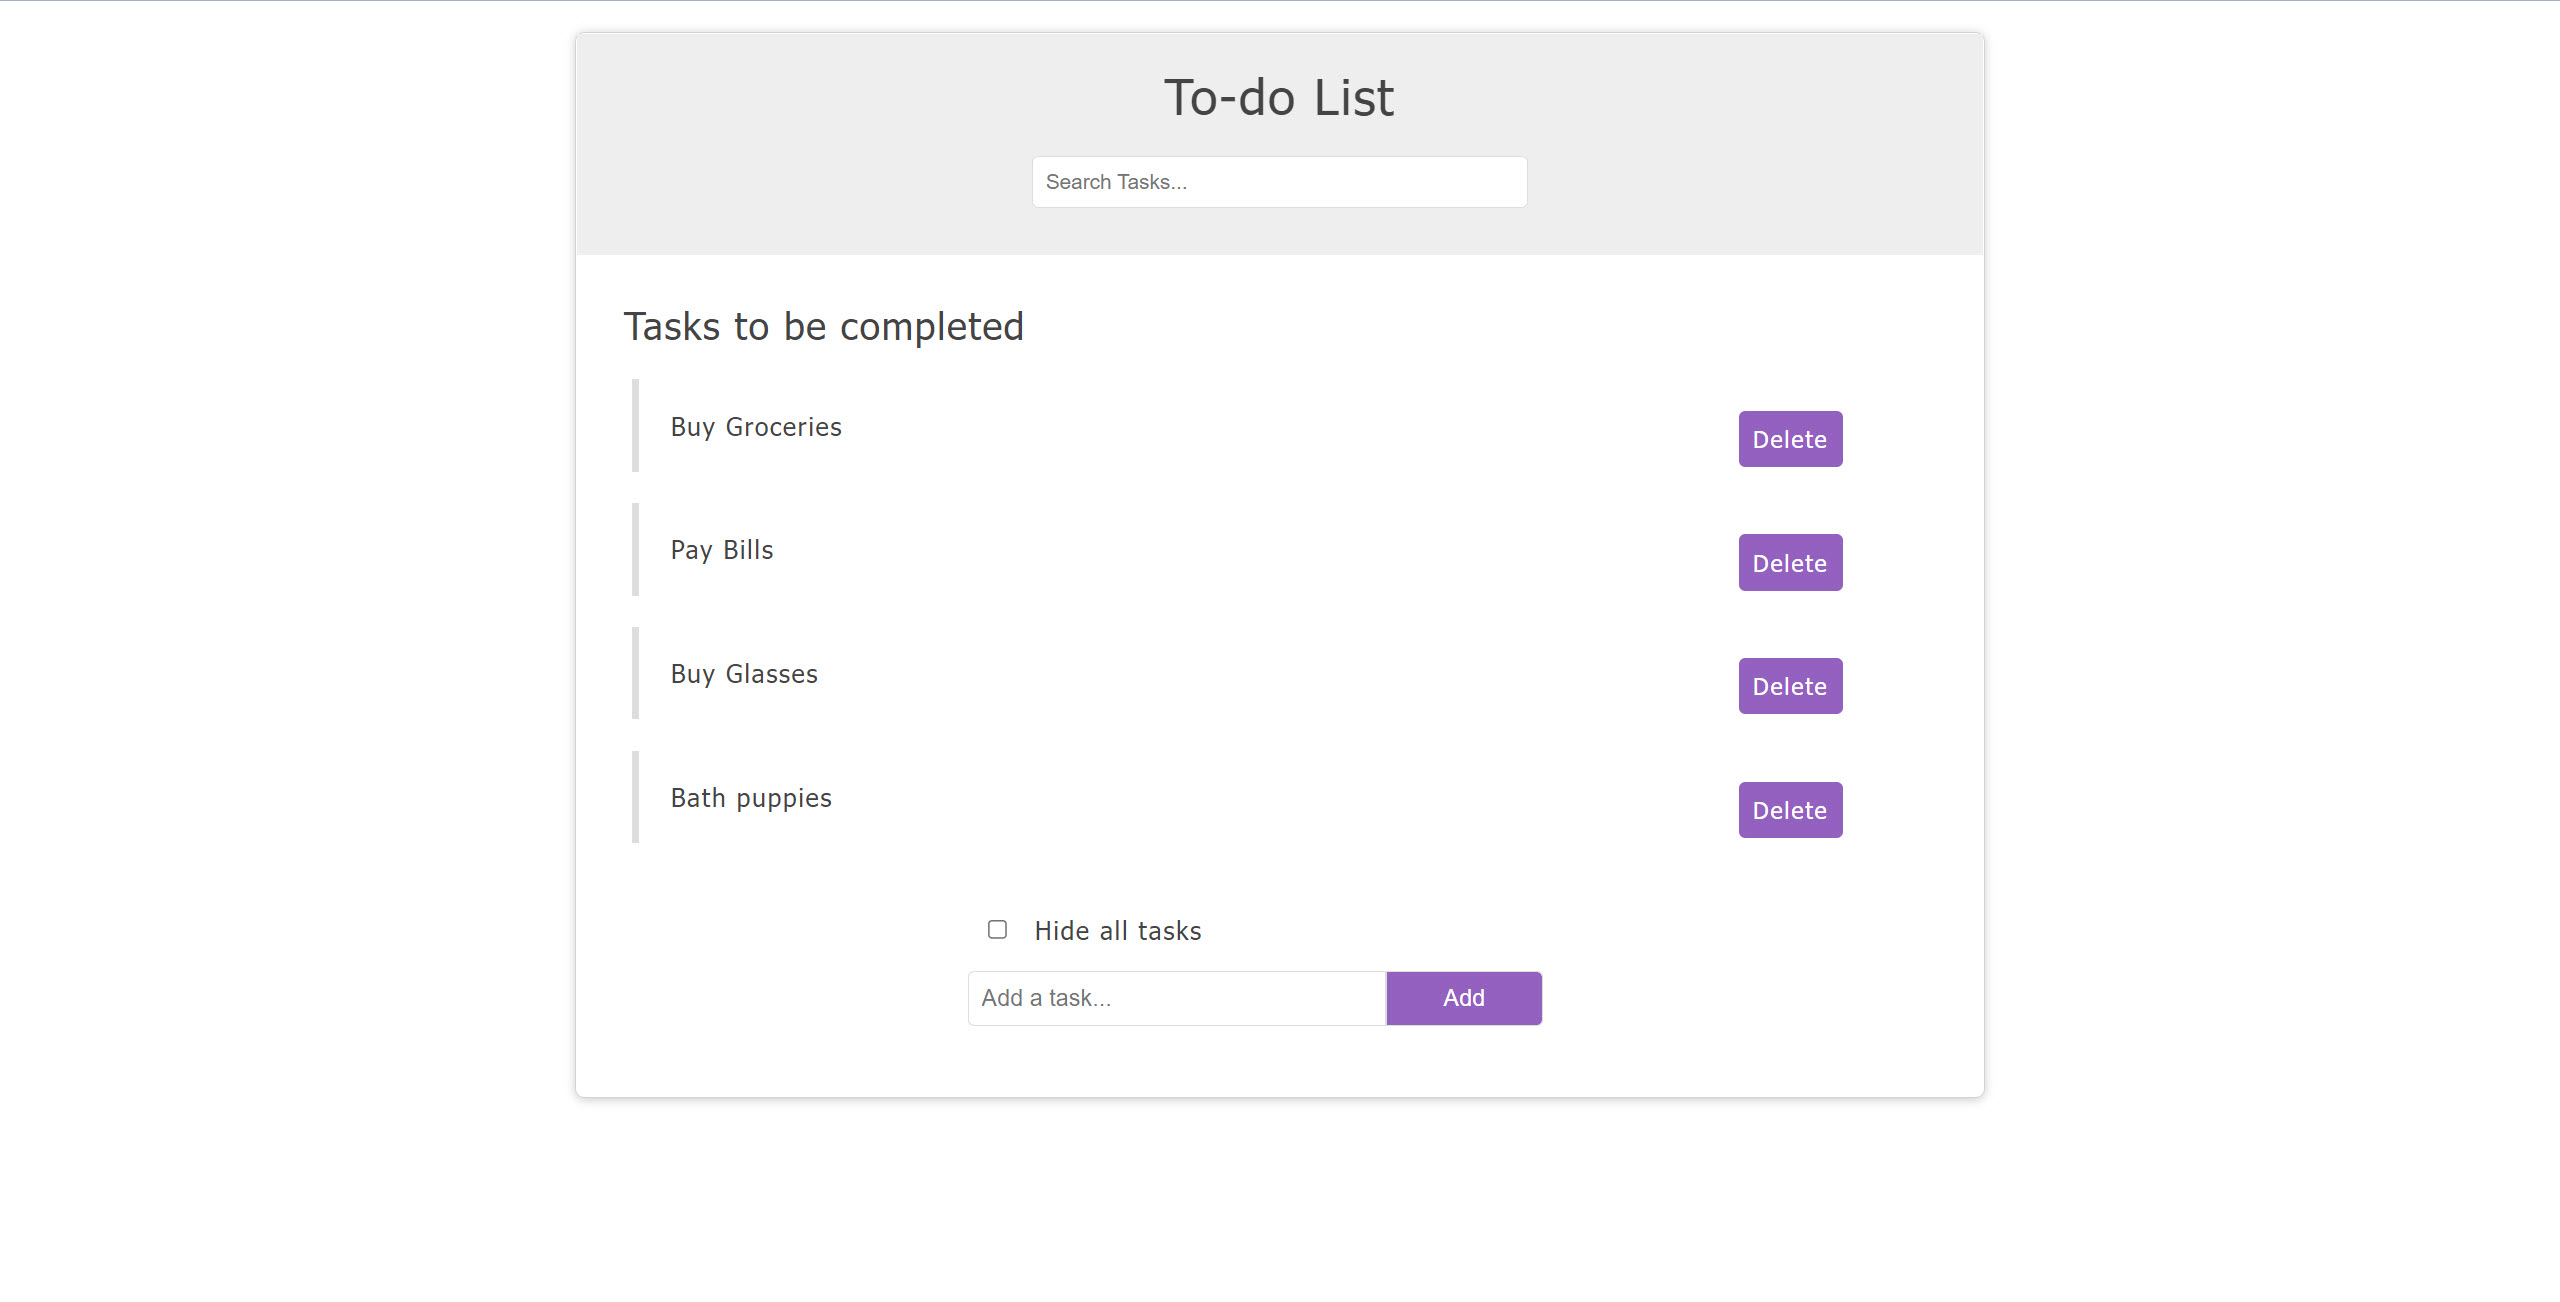 To-do List
Search Tasks...
Tasks to be completed
Buy Groceries Delete
Pay Bills Delete
Buy Glasses Delete
Bath puppies Delete
Hide all tasks
Add a task... Add